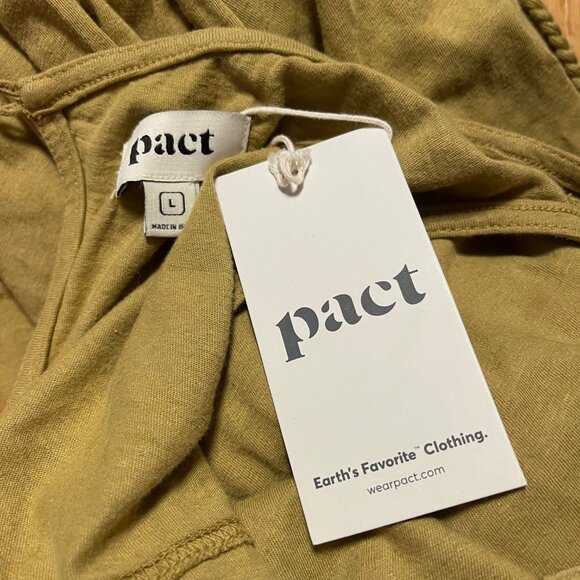 pact
L
MADE IN
pact
Earth's Favorite™ Clothing.
wearpact.com